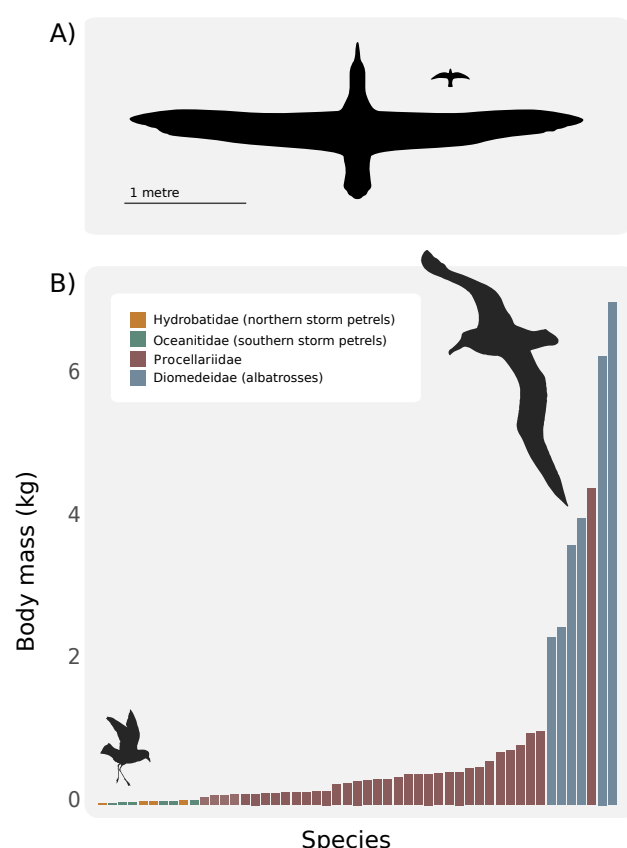 A)
1 metre
B)
Hydrobatidae (northern storm petrels)
Oceanitidae (southern storm petrels)
Procellariidae
Diomedeidae (albatrosses)
6
4
2
0
Body mass (kg)
Species